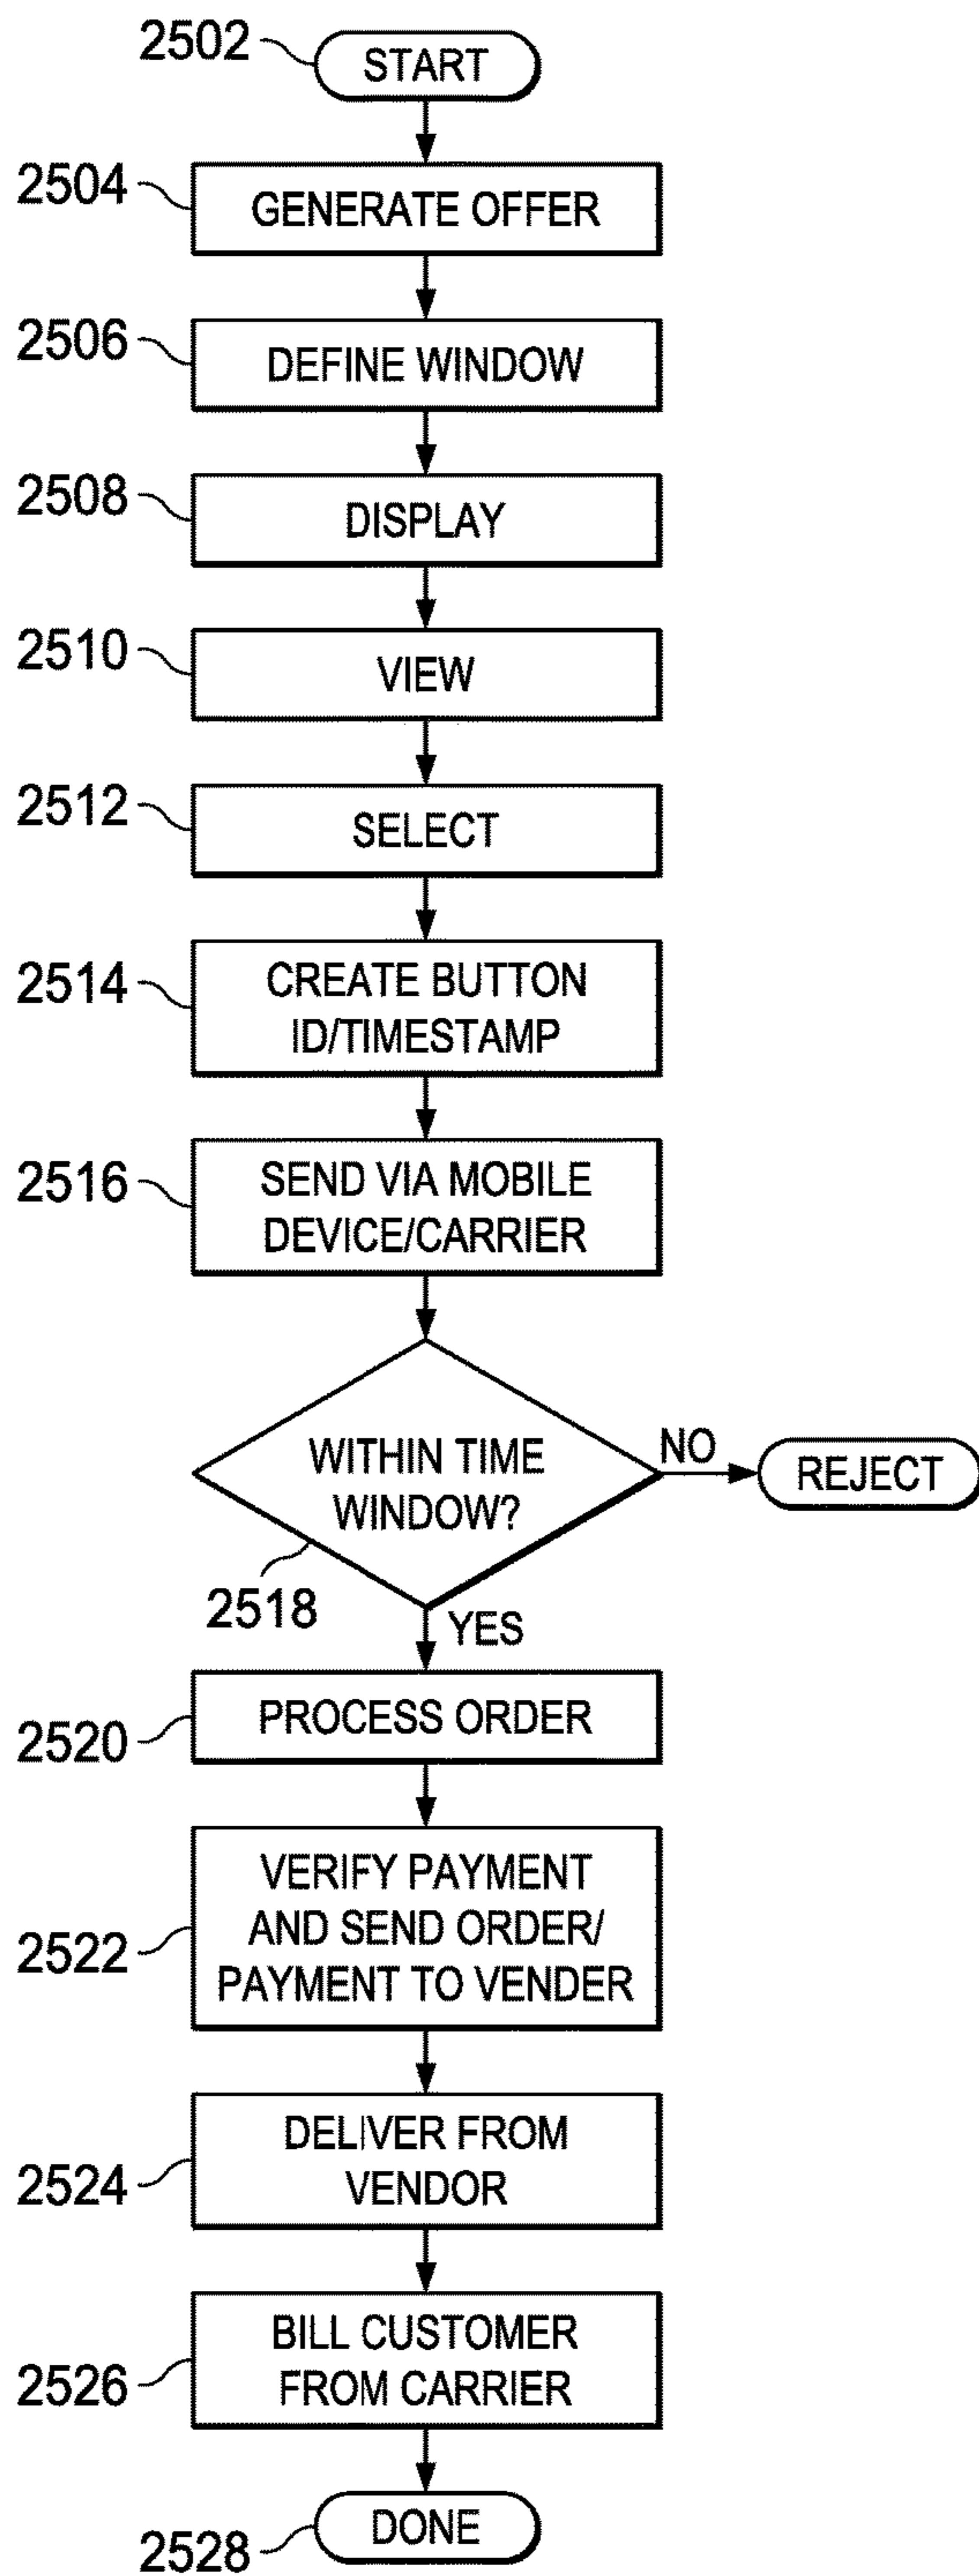 2502
START
2504
GENERATE OFFER
2506
DEFINE WINDOW
2508
DISPLAY
2510
VIEW
2512
SELECT
2514
CREATE BUTTON
ID/TIMESTAMP
2516
SEND VIA MOBILE
DEVICE/CARRIER
WITHIN TIME
WINDOW?
NO
REJECT
2518
YES
2520
PROCESS ORDER
2522
VERIFY PAYMENT
AND SEND ORDER/
PAYMENT TO VENDER
2524
DELIVER FROM
VENDOR
2526
BILL CUSTOMER
FROM CARRIER
2528
DONE